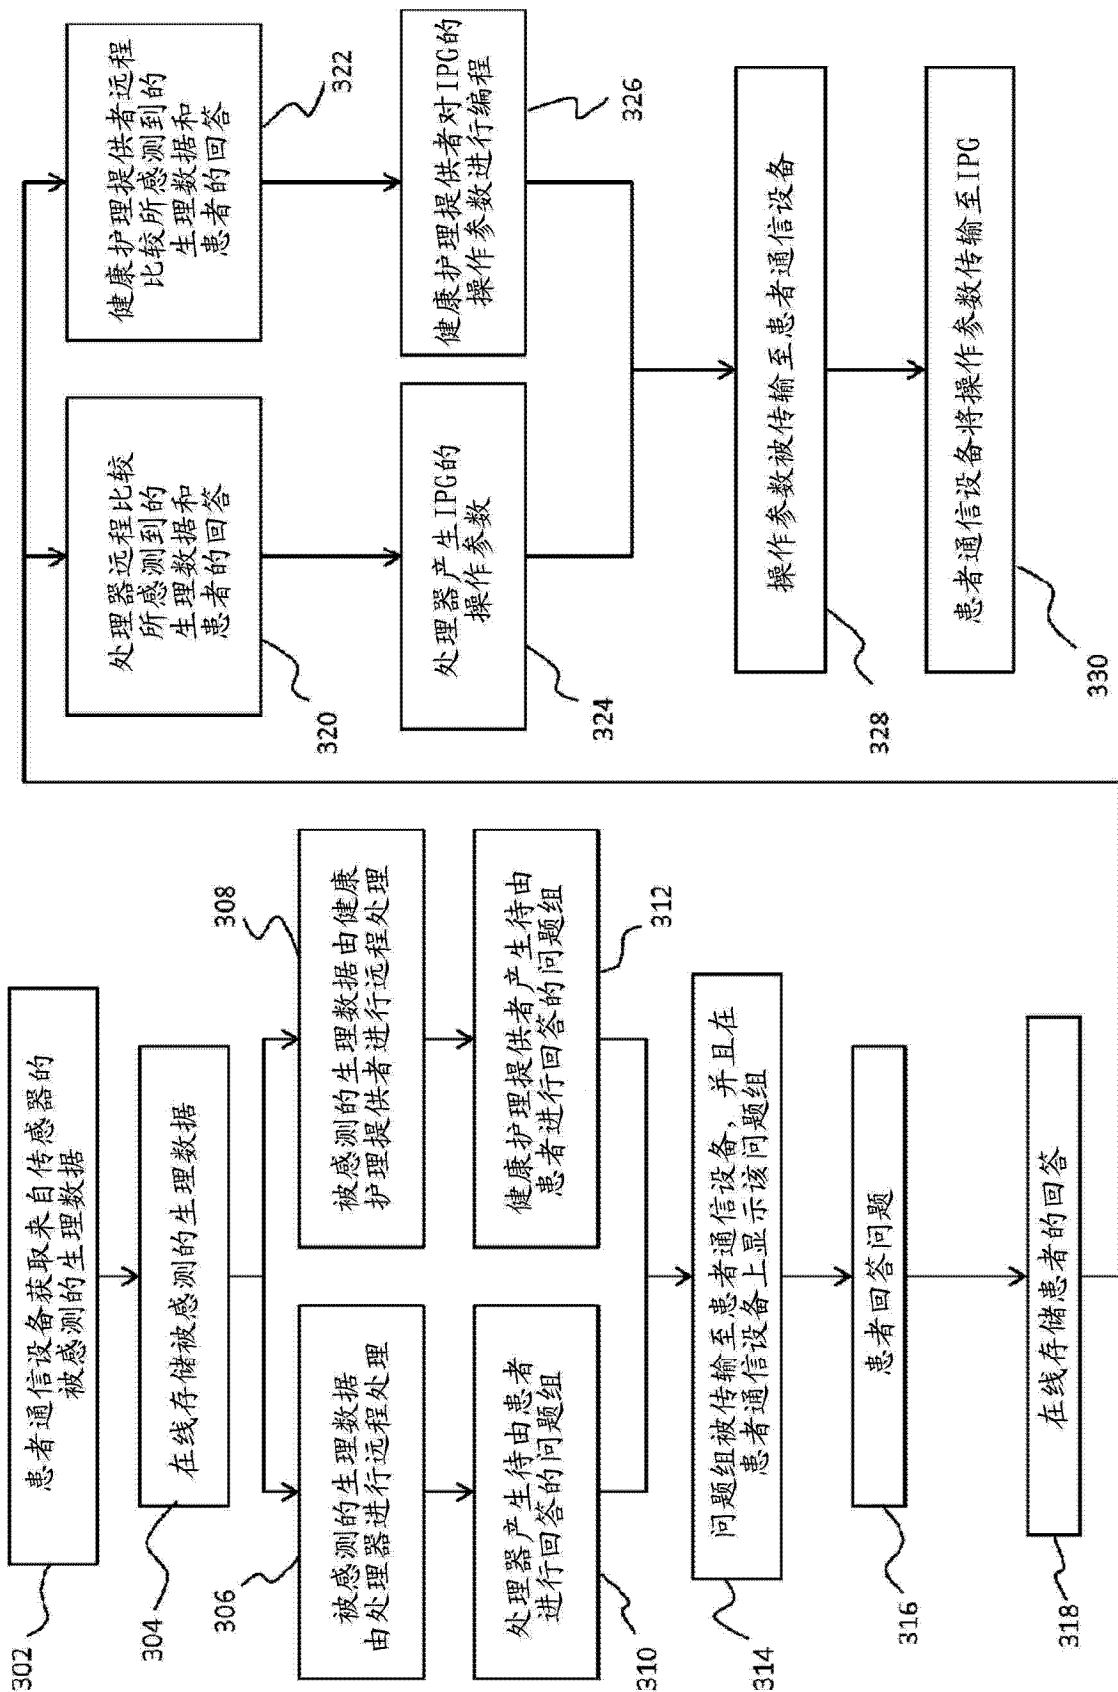 302
患者通信设备获取来自传感器的
被感测的生理数据
304
在线存储被感测的生理数据
306
被感测的生理数据
由处理器进行远程处理
308
被感测的生理数据由健康
护理提供者进行远程处理
310
处理器产生待由患者
进行回答的问题组
312
健康护理提供者产生待由
患者进行回答的问题组
314
问题组被传输至患者通信设备，并且在
患者通信设备上显示该问题组
316
患者回答问题
318
在线存储患者的回答
320
处理器远程比较
所感测到的
生理数据和
患者的回答
322
健康护理提供者远程
比较所感测到的
生理数据和
患者的回答
324
处理器产生IPG的
操作参数
326
健康护理提供者对IPG的
操作参数进行编程
328
操作参数被传输至患者通信设备
330
患者通信设备将操作参数传输至IPG